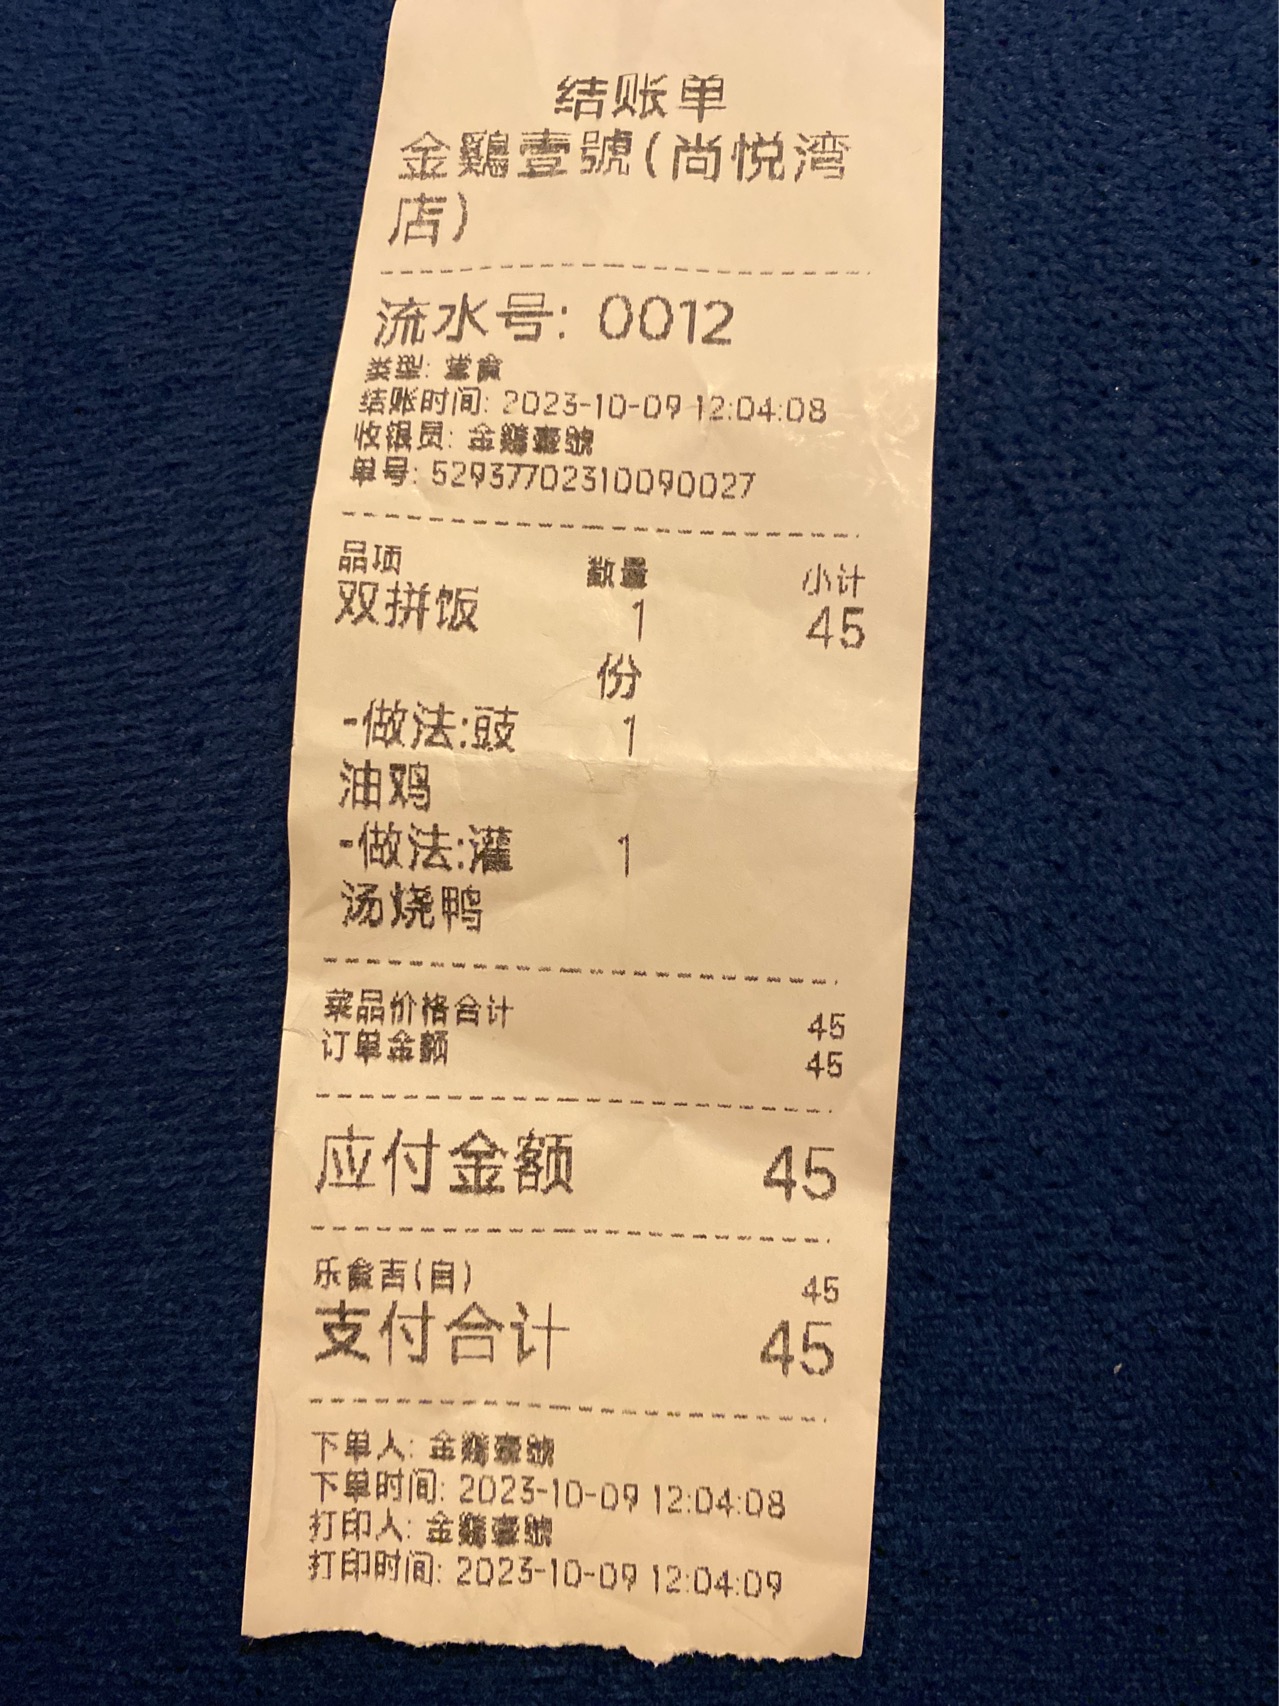 结账单
金鷄壹號(尚悦湾
店)
流水号: 0012
类型: 堂食
结账时间: 2023-10-09 12:04:08
收银员: 金鷄壹號
单号: 52937702310090027
品项 数量 小计
双拼饭 1 45
份
-做法:豉 1
油鸡
-做法:灌 1
汤烧鸭
菜品价格合计 45
订单金额 45
应付金额 45
乐食吉(自) 45
支付合计 45
下单人: 金鷄壹號
下单时间: 2023-10-09 12:04:08
打印人: 金鷄壹號
打印时间: 2023-10-09 12:04:09